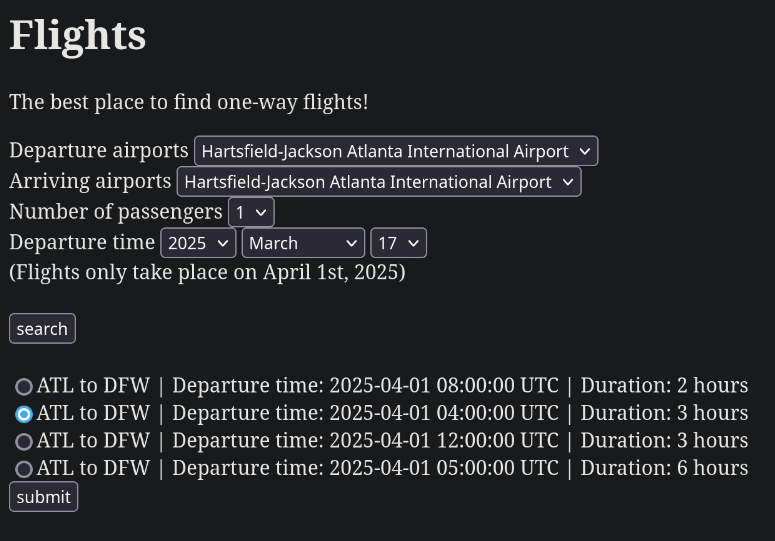 Flights
The best place to find one-way flights!
Departure airports Hartsfield-Jackson Atlanta International Airport
Arriving airports Hartsfield-Jackson Atlanta International Airport
Number of passengers 1
Departure time 2025 March 17
(Flights only take place on April 1st, 2025)
search
ATL to DFW | Departure time: 2025-04-01 08:00:00 UTC | Duration: 2 hours
ATL to DFW | Departure time: 2025-04-01 04:00:00 UTC | Duration: 3 hours
ATL to DFW | Departure time: 2025-04-01 12:00:00 UTC | Duration: 3 hours
ATL to DFW | Departure time: 2025-04-01 05:00:00 UTC | Duration: 6 hours
submit